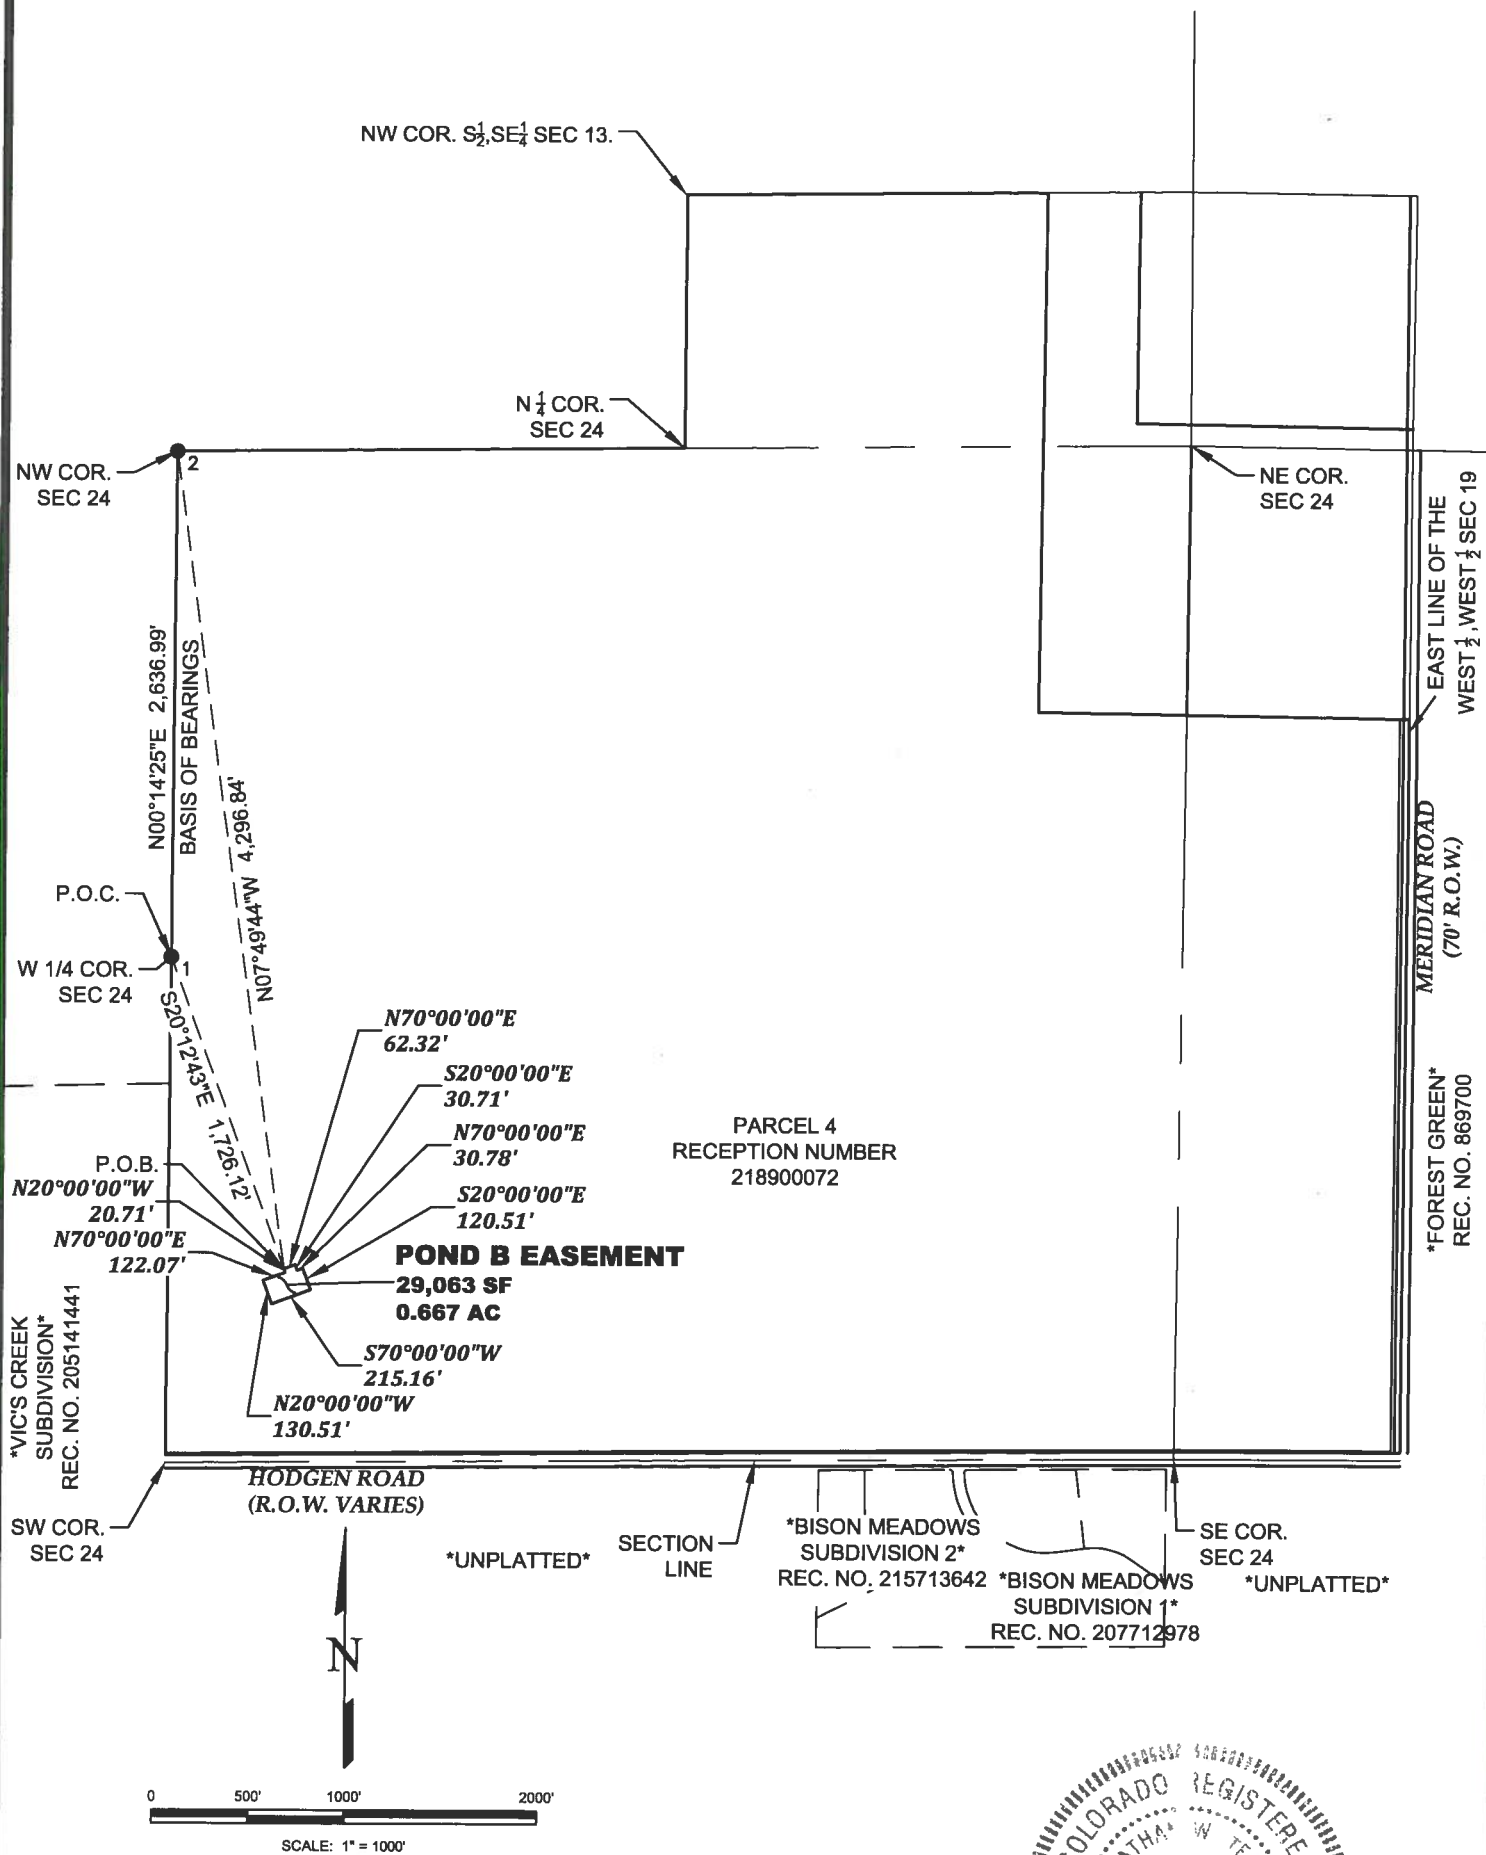 NW COR. S½,SE¼ SEC 13.
N ¼ COR.
SEC 24
NW COR.
SEC 24
2
NE COR.
SEC 24
EAST LINE OF THE
WEST ½,WEST ½ SEC 19
N00°14'25"E 2,636.99'
BASIS OF BEARINGS
N07°49'44"W 4,296.84'
P.O.C.
W 1/4 COR.
SEC 24
1
S20°12'43"E 1,726.12'
MERIDIAN ROAD
(70' R.O.W.)
N70°00'00"E
62.32'
S20°00'00"E
30.71'
N70°00'00"E
30.78'
S20°00'00"E
120.51'
PARCEL 4
RECEPTION NUMBER
218900072
*FOREST GREEN*
REC. NO. 869700
P.O.B.
N20°00'00"W
20.71'
N70°00'00"E
122.07'
POND B EASEMENT
29,063 SF
0.667 AC
S70°00'00"W
215.16'
N20°00'00"W
130.51'
*VIC'S CREEK
SUBDIVISION*
REC. NO. 205141441
HODGEN ROAD
(R.O.W. VARIES)
SW COR.
SEC 24
*UNPLATTED*
SECTION
LINE
*BISON MEADOWS
SUBDIVISION 2*
REC. NO. 215713642
*BISON MEADOWS
SUBDIVISION 1*
REC. NO. 207712978
SE COR.
SEC 24
*UNPLATTED*
N
0 500' 1000' 2000'
SCALE: 1" = 1000'
COLORADO REGISTERE